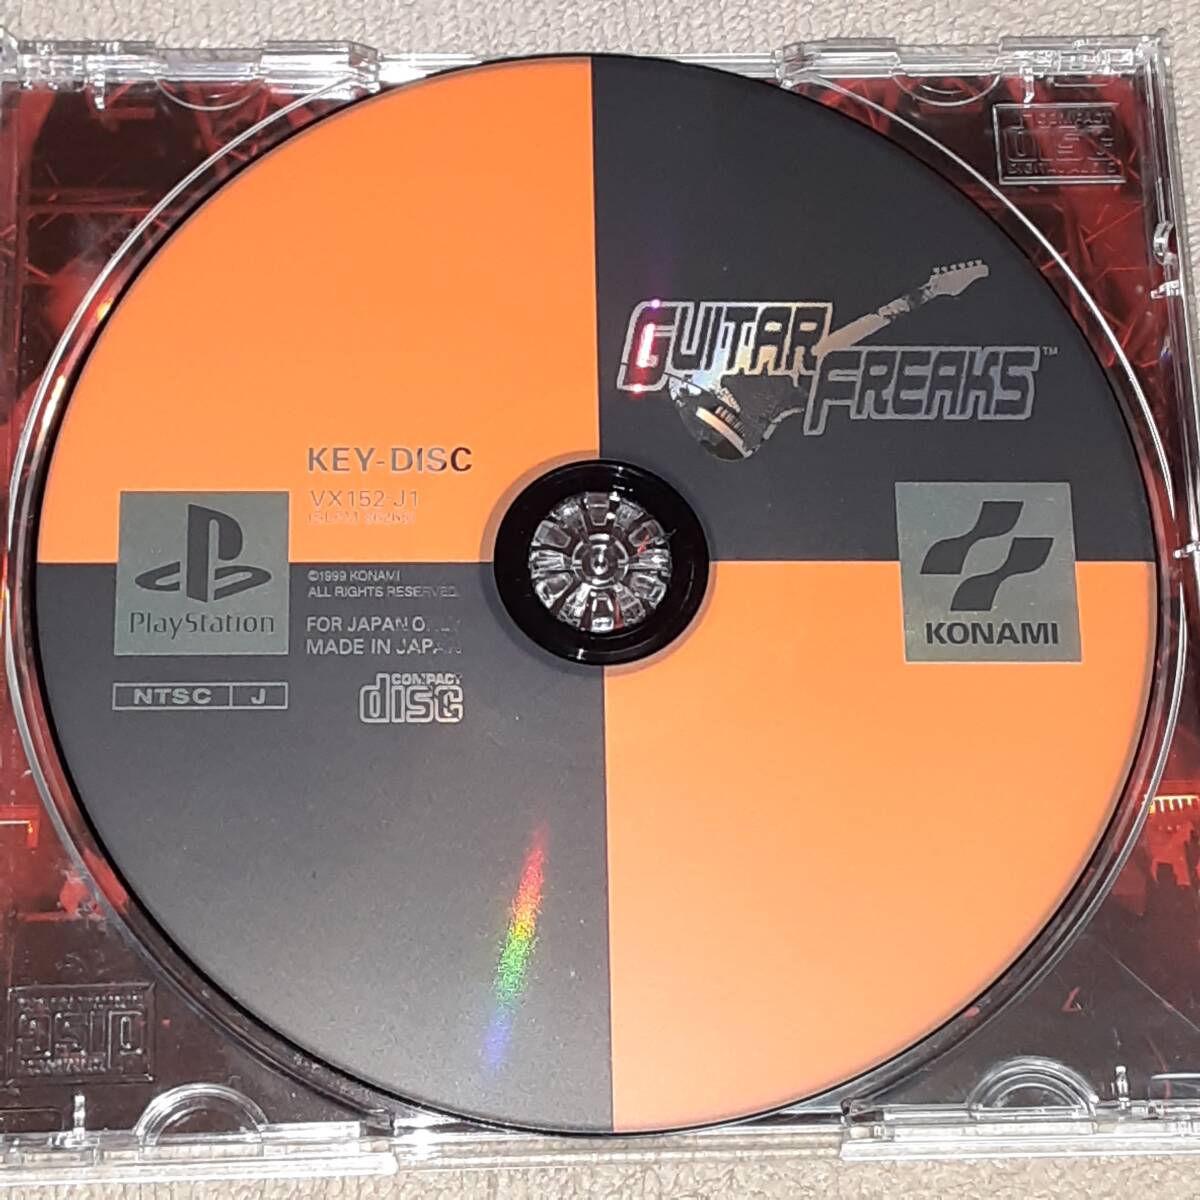 GUITAR
FREAKS™
KEY-DISC
VX152-J1
PlayStation
NTSC J
©1999 KONAMI
ALL RIGHTS RESERVED.
FOR JAPAN
MADE IN JAPAN
COMPACT
disc
KONAMI
COMPACT
disc
DIGITAL AUDIO